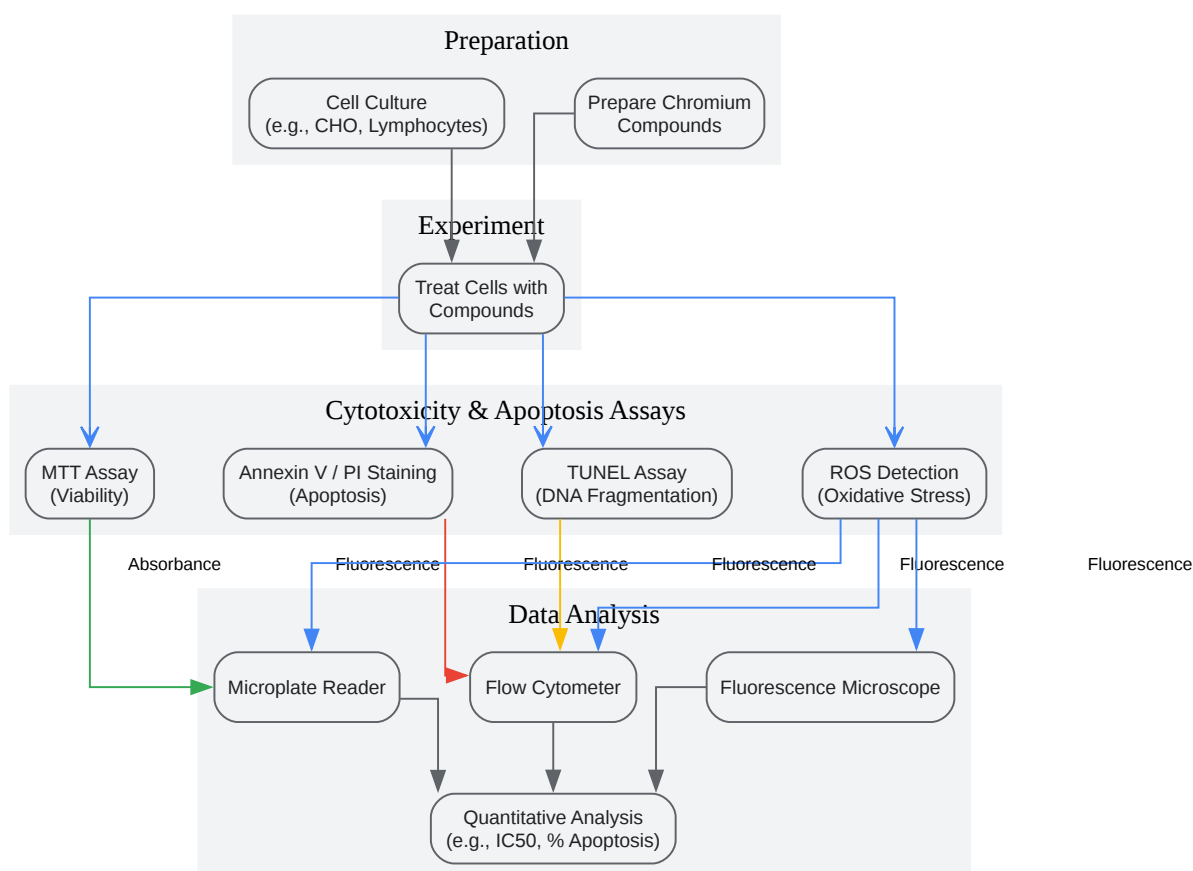 Preparation
Cell Culture
(e.g., CHO, Lymphocytes)
Prepare Chromium
Compounds
Experiment
Treat Cells with
Compounds
Cytotoxicity & Apoptosis Assays
MTT Assay
(Viability)
Annexin V / PI Staining
(Apoptosis)
TUNEL Assay
(DNA Fragmentation)
ROS Detection
(Oxidative Stress)
Absorbance
Fluorescence
Fluorescence
Fluorescence
Fluorescence
Fluorescence
Data Analysis
Microplate Reader
Flow Cytometer
Fluorescence Microscope
Quantitative Analysis
(e.g., IC50, % Apoptosis)